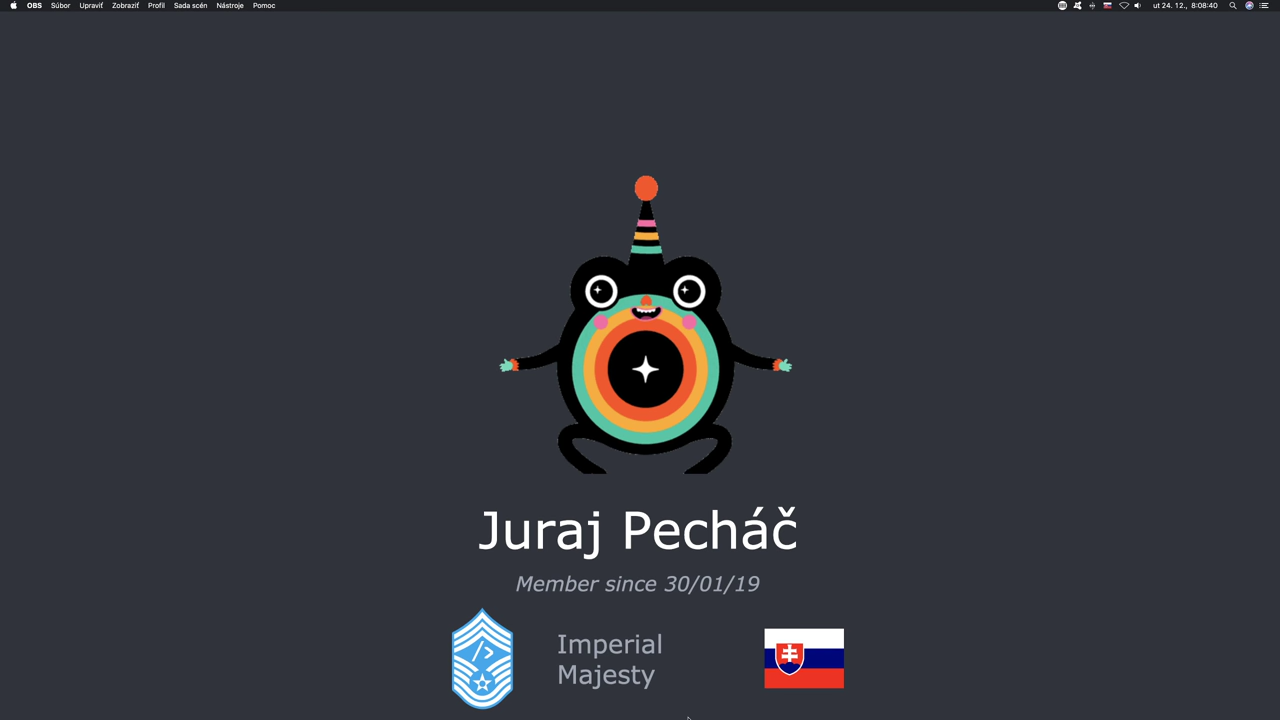 OBS Súbor Upraviť Zobraziť Profil Sada scén Nástroje Pomoc ut 24. 12., 8:08:40
Juraj Pecháč
Member since 30/01/19
Imperial
Majesty